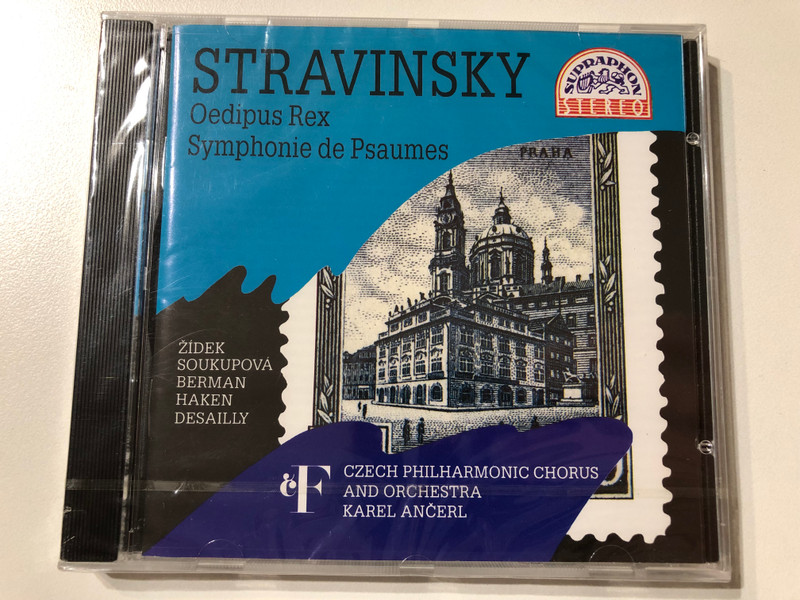 STRAVINSKY
Oedipus Rex
Symphonie de Psaumes
SUPRAPHON
STEREO
PRAHA
ŽÍDEK
SOUKUPOVÁ
BERMAN
HAKEN
DESAILLY
čF
CZECH PHILHARMONIC CHORUS
AND ORCHESTRA
KAREL ANČERL